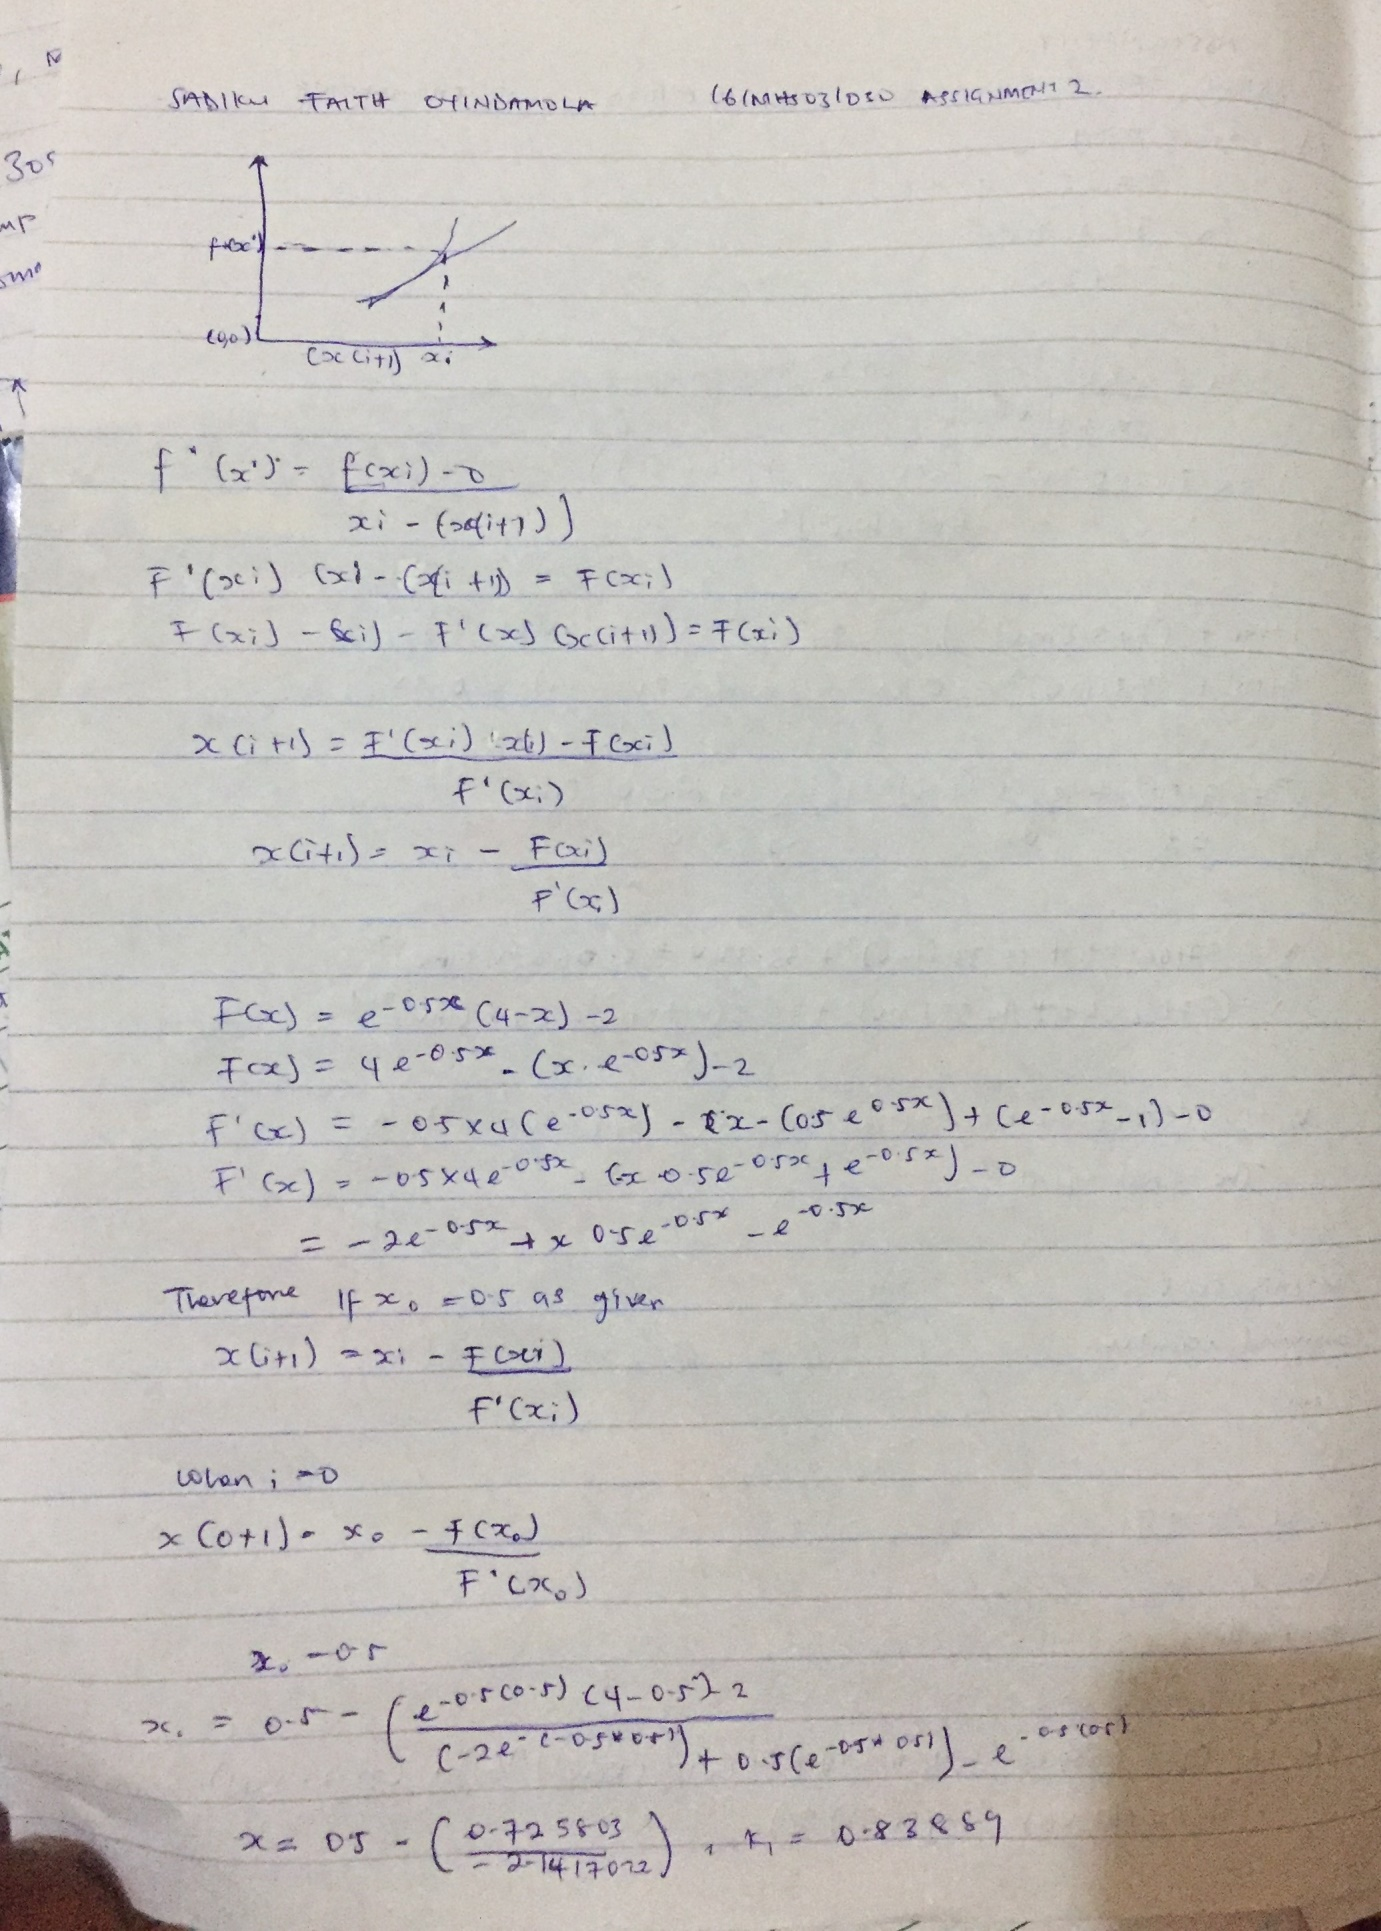 SADIKU FAITH OYINDAMOLA 16/MHS03/030 ASSIGNMENT 2.
305
(0,0) (x(i+1) xi
f'(x') = f(xi) - 0
xi - (x(i+1))
F'(xi) (xi - (x(i+1)) = F(xi)
F(xi) - (xi) - F'(x) (x(i+1)) = F(xi)
x(i+1) = F'(xi) x(i) - F(xi)
F'(xi)
x(i+1) = xi - F(xi)
F'(xi)
F(x) = e^-0.5x (4-x) -2
F(x) = 4e^-0.5x - (x.e^-0.5x) -2
F'(x) = -0.5x4(e^-0.5x) - x - (0.5e^0.5x) + (e^-0.5x -1) -0
F'(x) = -0.5x4e^-0.5x - (-x 0.5e^-0.5x + e^-0.5x) -0
= -2e^-0.5x + x 0.5e^-0.5x - e^-0.5x
Therefore If x0 = 0.5 as given
x(i+1) = xi - F(xi)
F'(xi)
When i = 0
x(0+1) = x0 - F(x0)
F'(x0)
x0 = 0.5
x1 = 0.5 - (e^-0.5(0.5) (4-0.5) - 2
(-2e^-(-0.5*0.5)) + 0.5(e^-0.5*0.5)) - e^-0.5(0.5)
x = 0.5 - (0.725803
-2.1417022), x1 = 0.83889